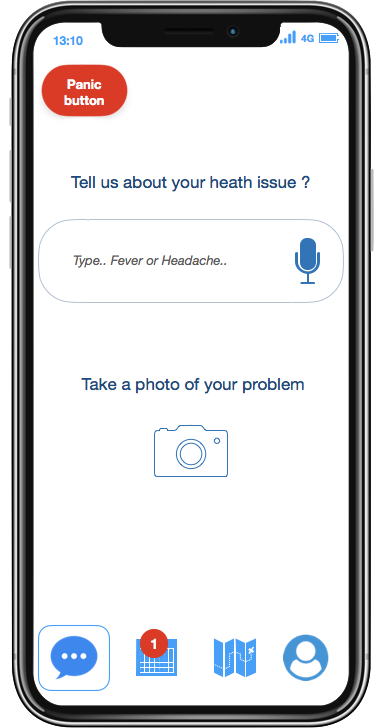 13:10
4G
Panic
button
Tell us about your heath issue ?
Type.. Fever or Headache..
Take a photo of your problem
1